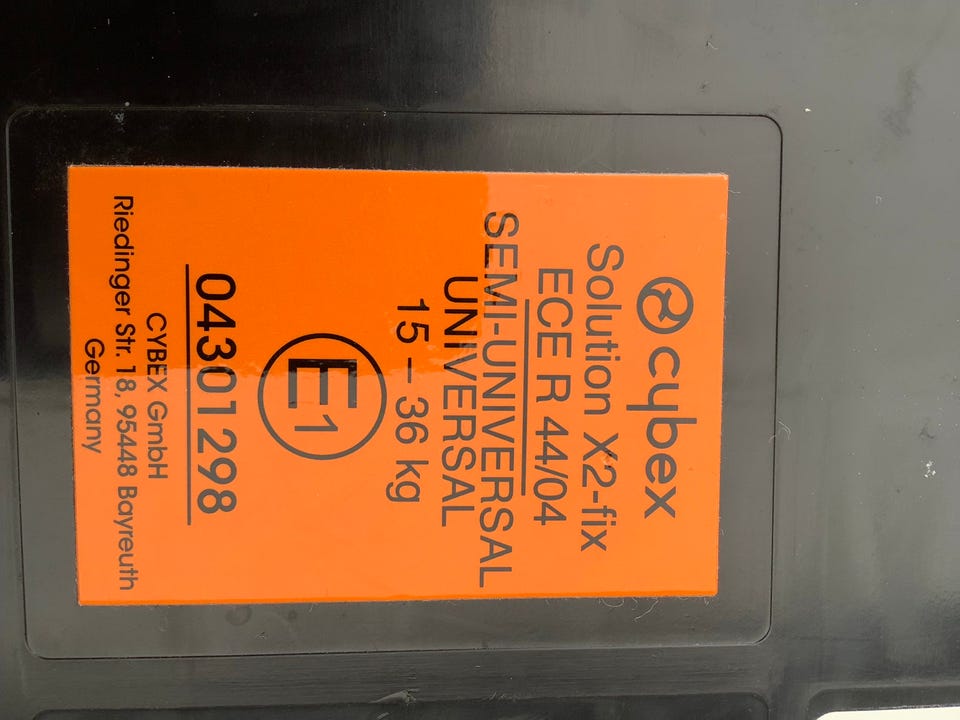 cybex
Solution X2-fix
ECE R 44/04
SEMI-UNIVERSAL
UNIVERSAL
15 – 36 kg
E1
04301298
CYBEX GmbH
Riedinger Str. 18, 95448 Bayreuth
Germany